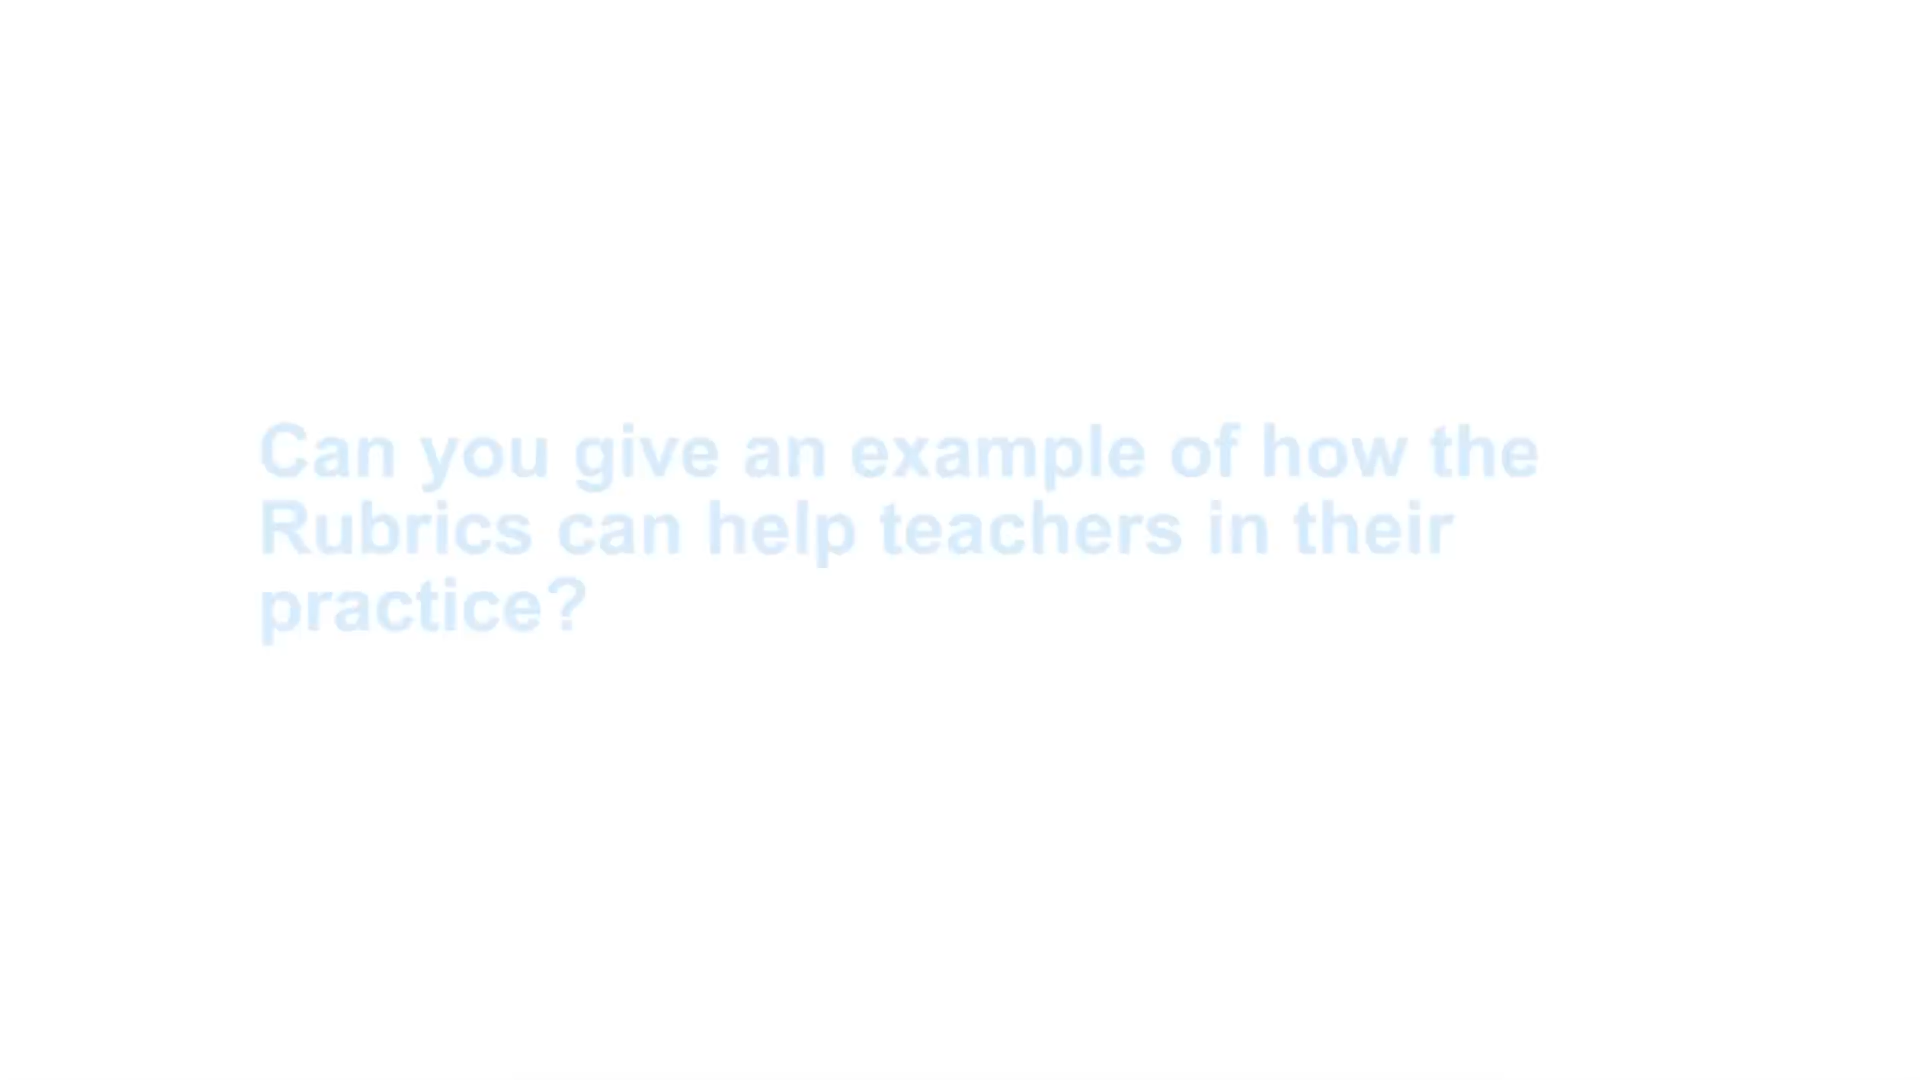 Can you give an example of how the
Rubrics can help teachers in their
practice?